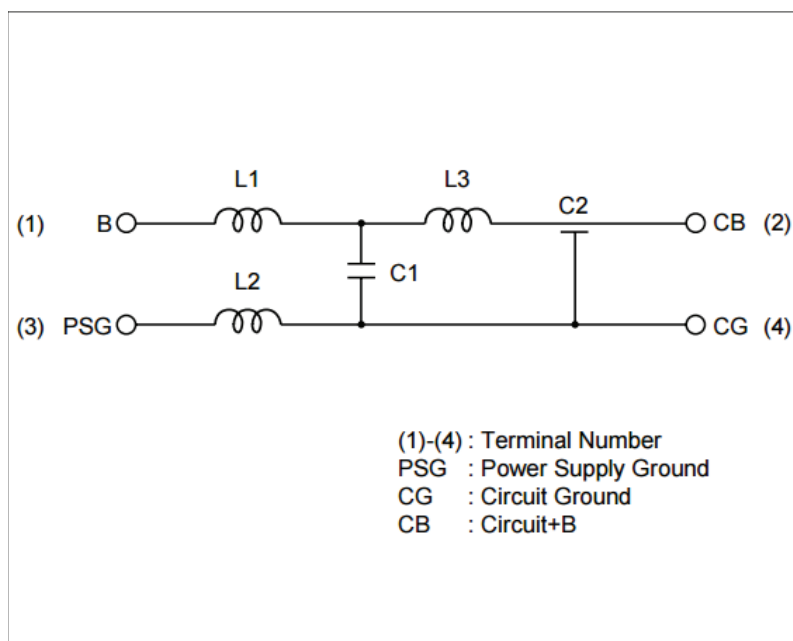 L1
L3
C2
(1) B
CB (2)
C1
L2
(3) PSG
CG (4)
(1)-(4) : Terminal Number
PSG : Power Supply Ground
CG : Circuit Ground
CB : Circuit+B